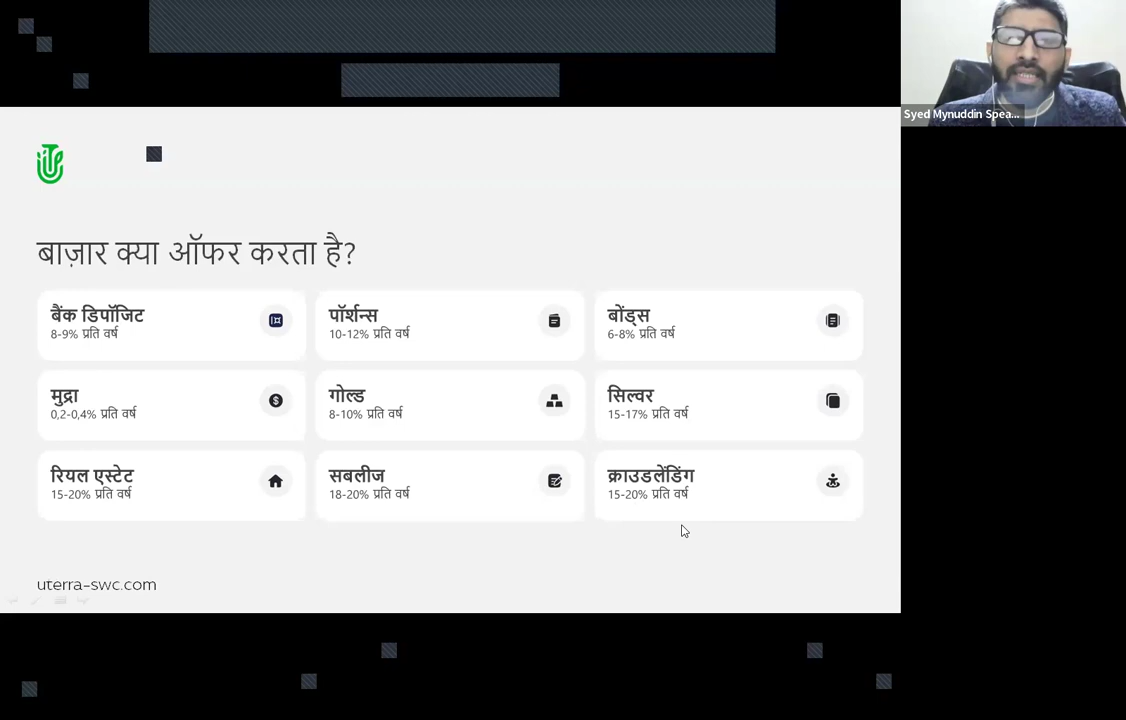 Syed Mynuddin Spea...
बाज़ार क्या ऑफर करता है?
बैंक डिपॉजिट
8-9% प्रति वर्ष
पॉर्शन्स
10-12% प्रति वर्ष
बोंड्स
6-8% प्रति वर्ष
मुद्रा
0,2-0,4% प्रति वर्ष
गोल्ड
8-10% प्रति वर्ष
सिल्वर
15-17% प्रति वर्ष
रियल एस्टेट
15-20% प्रति वर्ष
सबलीज
18-20% प्रति वर्ष
क्राउडलेंडिंग
15-20% प्रति वर्ष
uterra-swc.com